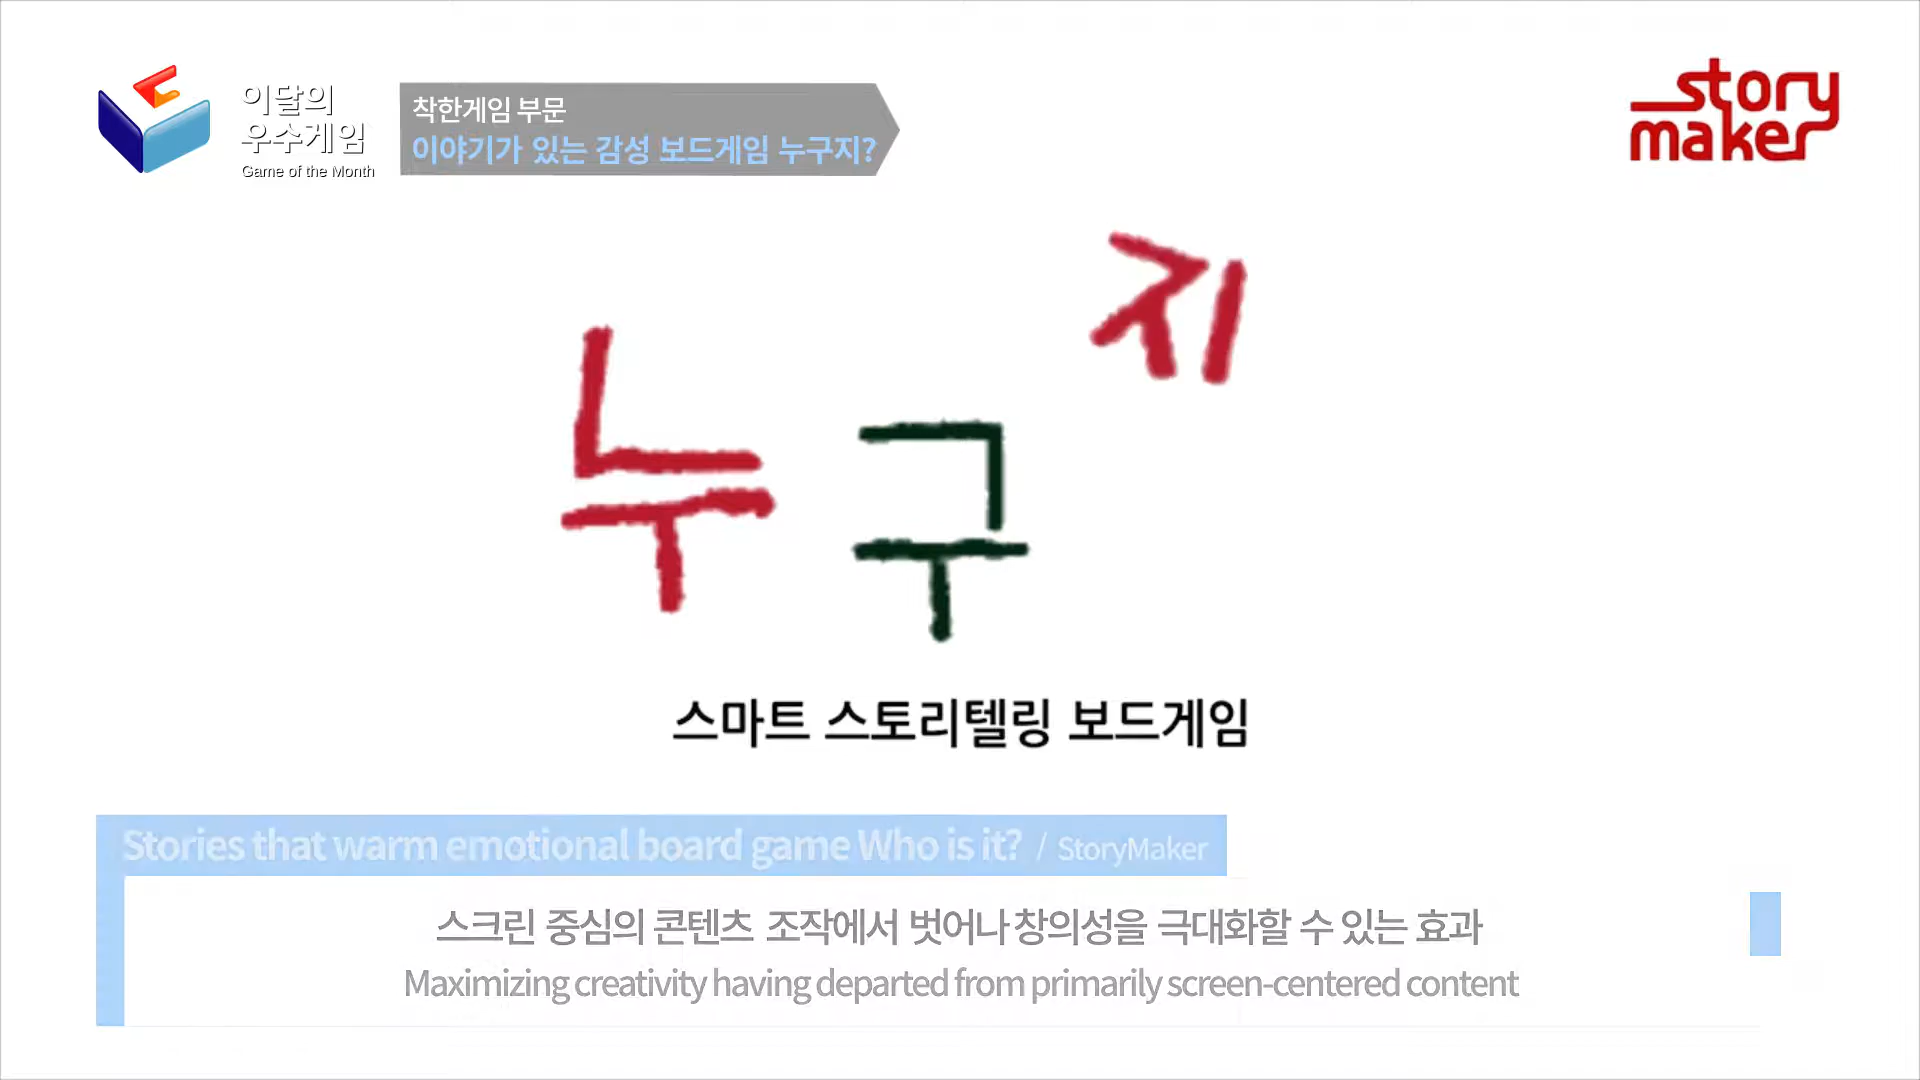 이달의
우수게임
Game of the Month
착한게임 부문
이야기가 있는 감성 보드게임 누구지?
story
maker
누구지
스마트 스토리텔링 보드게임
Stories that warm emotional board game Who is it? / StoryMaker
스크린 중심의 콘텐츠 조작에서 벗어나 창의성을 극대화할 수 있는 효과
Maximizing creativity having departed from primarily screen-centered content